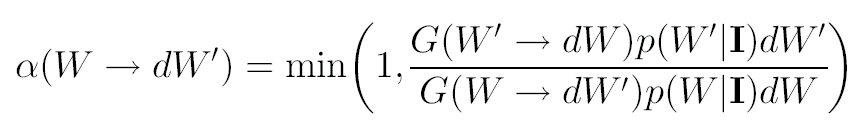 α(W → dW′) = min(1, G(W′ → dW)p(W′|I)dW′ / G(W → dW′)p(W|I)dW)